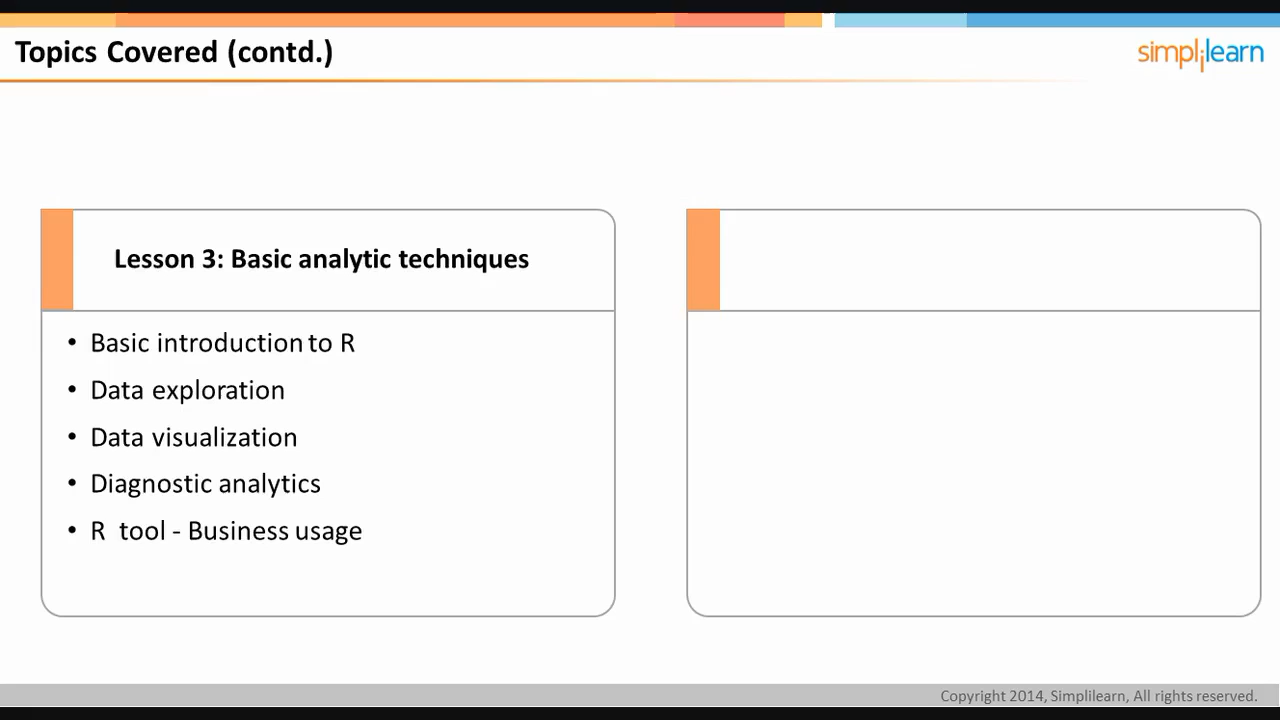 Topics Covered (contd.)
simplilearn
Lesson 3: Basic analytic techniques
• Basic introduction to R
• Data exploration
• Data visualization
• Diagnostic analytics
• R tool - Business usage
Copyright 2014, Simplilearn, All rights reserved.